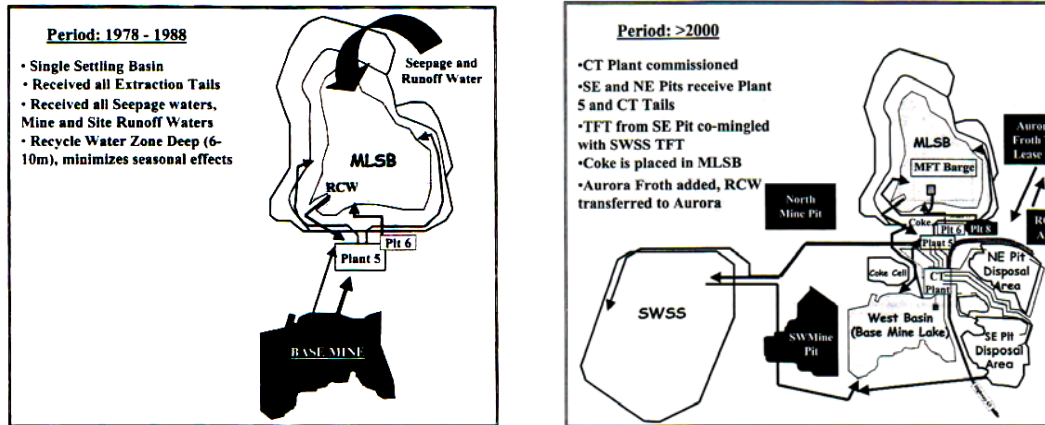 Period: 1978 - 1988
• Single Settling Basin
• Received all Extraction Tails
• Received all Seepage waters,
Mine and Site Runoff Waters
• Recycle Water Zone Deep (6-
10m), minimizes seasonal effects
Seepage and
Runoff Water
MLSB
RCW
Plt 6
Plant 5
BASE MINE
Period: >2000
•CT Plant commissioned
•SE and NE Pits receive Plant
5 and CT Tails
•TFT from SE Pit co-mingled
with SWSS TFT
•Coke is placed in MLSB
•Aurora Froth added, RCW
transferred to Aurora
MLSB
MFT Barge
Froth
Lease
North
Mine Pit
Coke
Plt 6
Plt 8
Plant 5
Coke Cell
CT
Plant
NE Pit
Disposal
Area
SWSS
SWMine
Pit
West Basin
(Base Mine Lake)
SE Pit
Disposal
Area